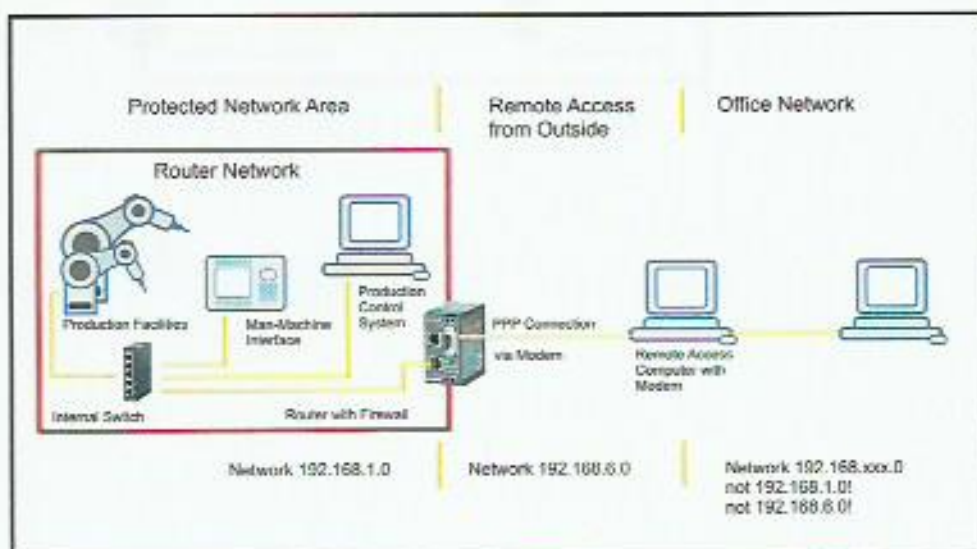 Protected Network Area
Remote Access
from Outside
Office Network
Router Network
Production Facilities
Man-Machine
Interface
Production
Control
System
PPP Connection
via Modem
Remote Access
Computer with
Modem
Internal Switch
Router with Firewall
Network 192.168.1.0
Network 192.168.6.0
Network 192.168.xxx.0
not 192.168.1.0!
not 192.168.6.0!